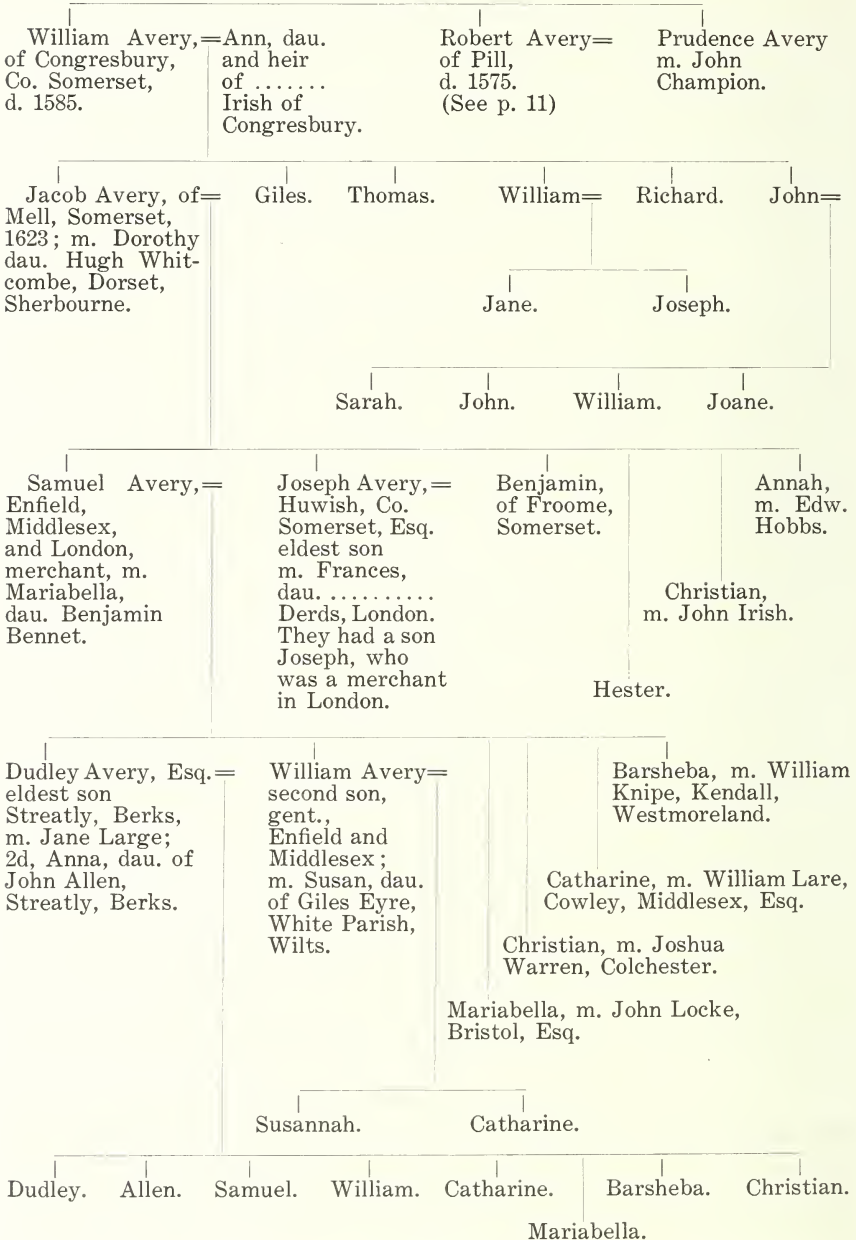 William Avery,=
of Congresbury,
Co. Somerset,
d. 1585.
Ann, dau.
and heir
of .......
Irish of
Congresbury.
Robert Avery=
of Pill,
d. 1575.
(See p. 11)
Prudence Avery
m. John
Champion.
Jacob Avery, of=
Mell, Somerset,
1623; m. Dorothy
dau. Hugh Whit-
combe, Dorset,
Sherbourne.
Giles.
Thomas.
William=
Richard.
John=
Jane.
Joseph.
Sarah.
John.
William.
Joane.
Samuel Avery,=
Enfield,
Middlesex,
and London,
merchant, m.
Mariabella,
dau. Benjamin
Bennet.
Joseph Avery,=
Huwish, Co.
Somerset, Esq.
eldest son
m. Frances,
dau. ..........
Derds, London.
They had a son
Joseph, who
was a merchant
in London.
Benjamin,
of Froome,
Somerset.
Annah,
m. Edw.
Hobbs.
Christian,
m. John Irish.
Hester.
Dudley Avery, Esq.=
eldest son
Streatly, Berks,
m. Jane Large;
2d, Anna, dau. of
John Allen,
Streatly, Berks.
William Avery=
second son,
gent.,
Enfield and
Middlesex;
m. Susan, dau.
of Giles Eyre,
White Parish,
Wilts.
Barsheba, m. William
Knipe, Kendall,
Westmoreland.
Catharine, m. William Lare,
Cowley, Middlesex, Esq.
Christian, m. Joshua
Warren, Colchester.
Mariabella, m. John Locke,
Bristol, Esq.
Susannah.
Catharine.
Dudley.
Allen.
Samuel.
William.
Catharine.
Barsheba.
Christian.
Mariabella.